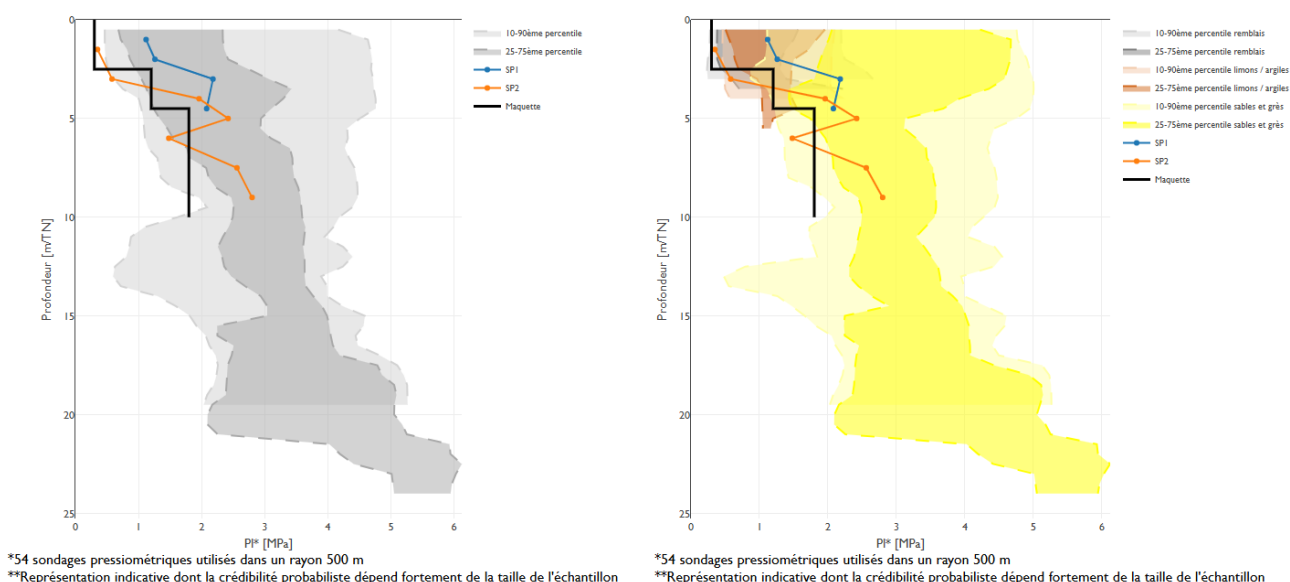 0
5
10
15
20
25
0
1
2
3
4
5
6
Profondeur [m/TN]
Pl* [MPa]
10-90ème percentile
25-75ème percentile
SP1
SP2
Maquette
*54 sondages pressiométriques utilisés dans un rayon 500 m
**Représentation indicative dont la crédibilité probabiliste dépend fortement de la taille de l'échantillon
0
5
10
15
20
25
0
1
2
3
4
5
6
Profondeur [m/TN]
Pl* [MPa]
10-90ème percentile remblais
25-75ème percentile remblais
10-90ème percentile limons / argiles
25-75ème percentile limons / argiles
10-90ème percentile sables et grès
25-75ème percentile sables et grès
SP1
SP2
Maquette
*54 sondages pressiométriques utilisés dans un rayon 500 m
**Représentation indicative dont la crédibilité probabiliste dépend fortement de la taille de l'échantillon